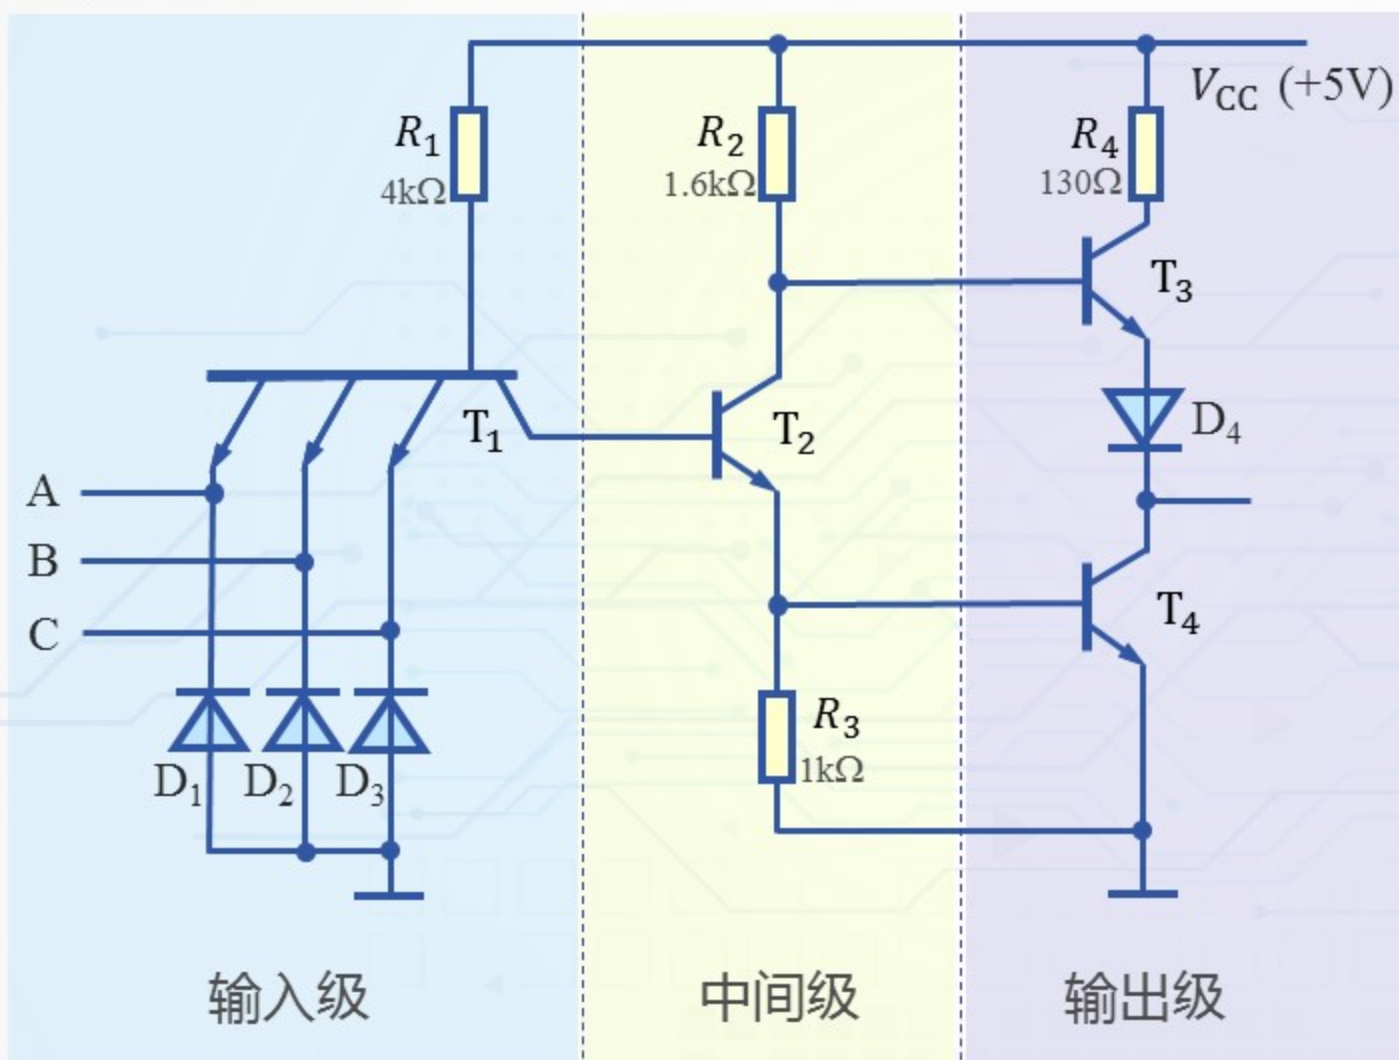 V_CC (+5V)
R₁
4kΩ
R₂
1.6kΩ
R₄
130Ω
T₃
T₁
T₂
D₄
A
B
C
T₄
R₃
1kΩ
D₁ D₂ D₃
输入级 中间级 输出级